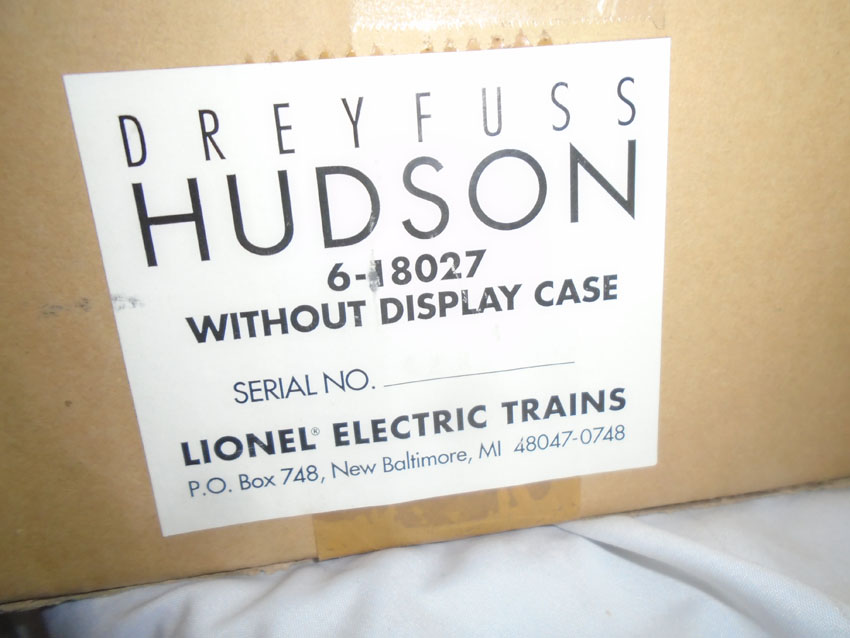 DREYFUSS
HUDSON
6-18027
WITHOUT DISPLAY CASE
SERIAL NO. ____________
LIONEL® ELECTRIC TRAINS
P.O. Box 748, New Baltimore, MI 48047-0748